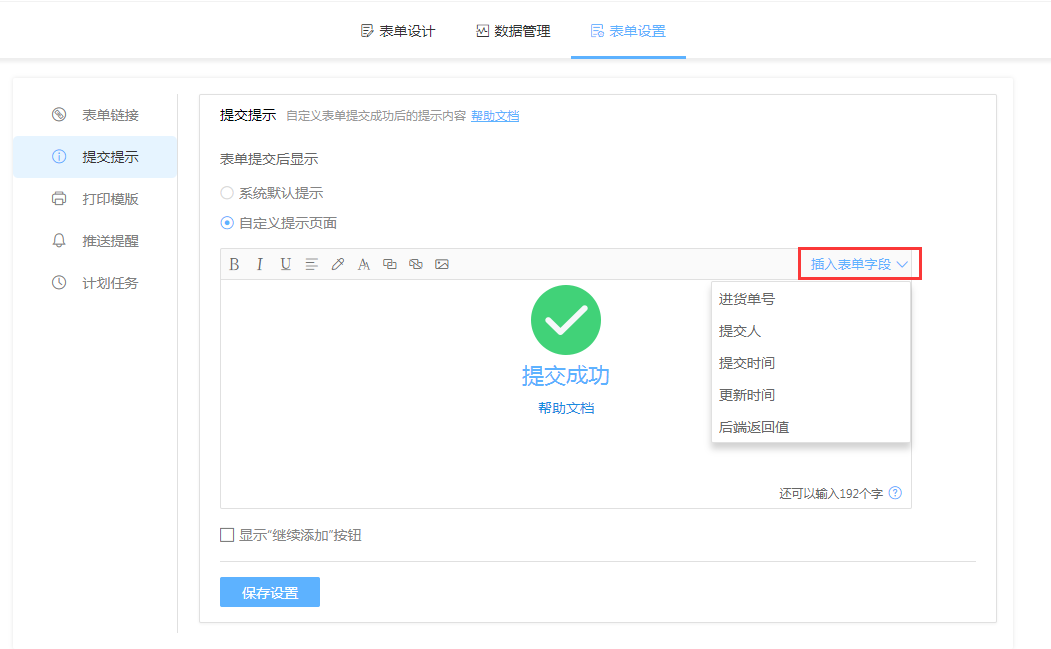 表单设计 数据管理 表单设置
表单链接
提交提示
打印模版
推送提醒
计划任务
提交提示 自定义表单提交成功后的提示内容 帮助文档
表单提交后显示
系统默认提示
自定义提示页面
B I U A 插入表单字段
进货单号
提交人
提交时间
更新时间
后端返回值
提交成功
帮助文档
还可以输入192个字 ?
显示“继续添加”按钮
保存设置